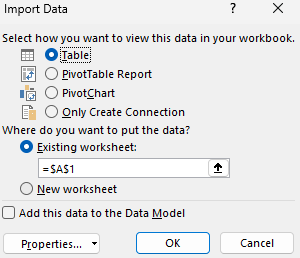 Import Data
Select how you want to view this data in your workbook.
Table
PivotTable Report
PivotChart
Only Create Connection
Where do you want to put the data?
Existing worksheet:
=$A$1
New worksheet
Add this data to the Data Model
Properties... OK Cancel